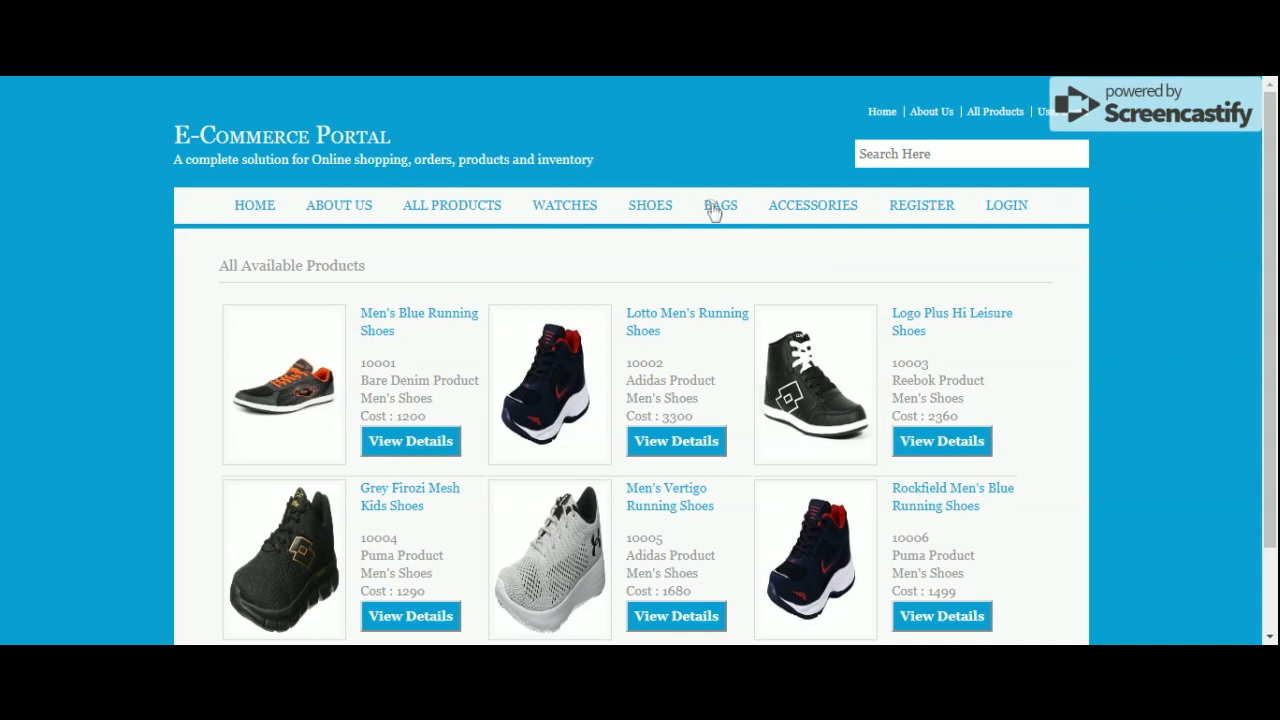 powered by
Screencastify
Home | About Us | All Products |
E-Commerce Portal
A complete solution for Online shopping, orders, products and inventory
Search Here
HOME ABOUT US ALL PRODUCTS WATCHES SHOES BAGS ACCESSORIES REGISTER LOGIN
All Available Products
Men's Blue Running
Shoes
10001
Bare Denim Product
Men's Shoes
Cost : 1200
View Details
Lotto Men's Running
Shoes
10002
Adidas Product
Men's Shoes
Cost : 3300
View Details
Logo Plus Hi Leisure
Shoes
10003
Reebok Product
Men's Shoes
Cost : 2360
View Details
Grey Firozi Mesh
Kids Shoes
10004
Puma Product
Men's Shoes
Cost : 1290
View Details
Men's Vertigo
Running Shoes
10005
Adidas Product
Men's Shoes
Cost : 1680
View Details
Rockfield Men's Blue
Running Shoes
10006
Puma Product
Men's Shoes
Cost : 1499
View Details